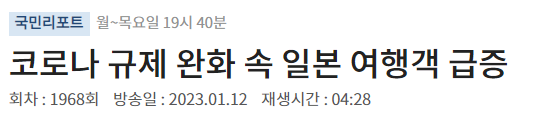 국민리포트 월~목요일 19시 40분
코로나 규제 완화 속 일본 여행객 급증
회차 : 1968회 방송일 : 2023.01.12 재생시간 : 04:28